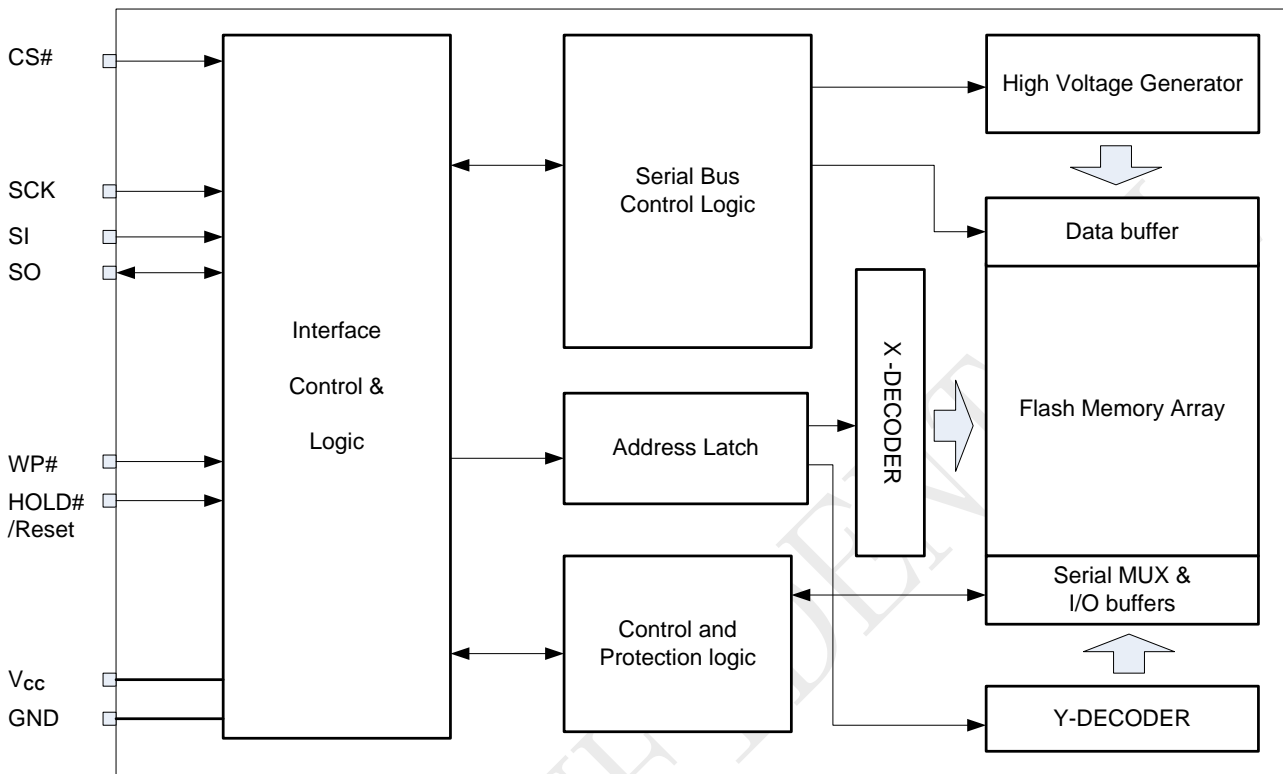 CS#
SCK
SI
SO
WP#
HOLD#
/Reset
Vcc
GND
Interface
Control &
Logic
Serial Bus
Control Logic
Address Latch
Control and
Protection logic
X -DECODER
High Voltage Generator
Data buffer
Flash Memory Array
Serial MUX &
I/O buffers
Y-DECODER